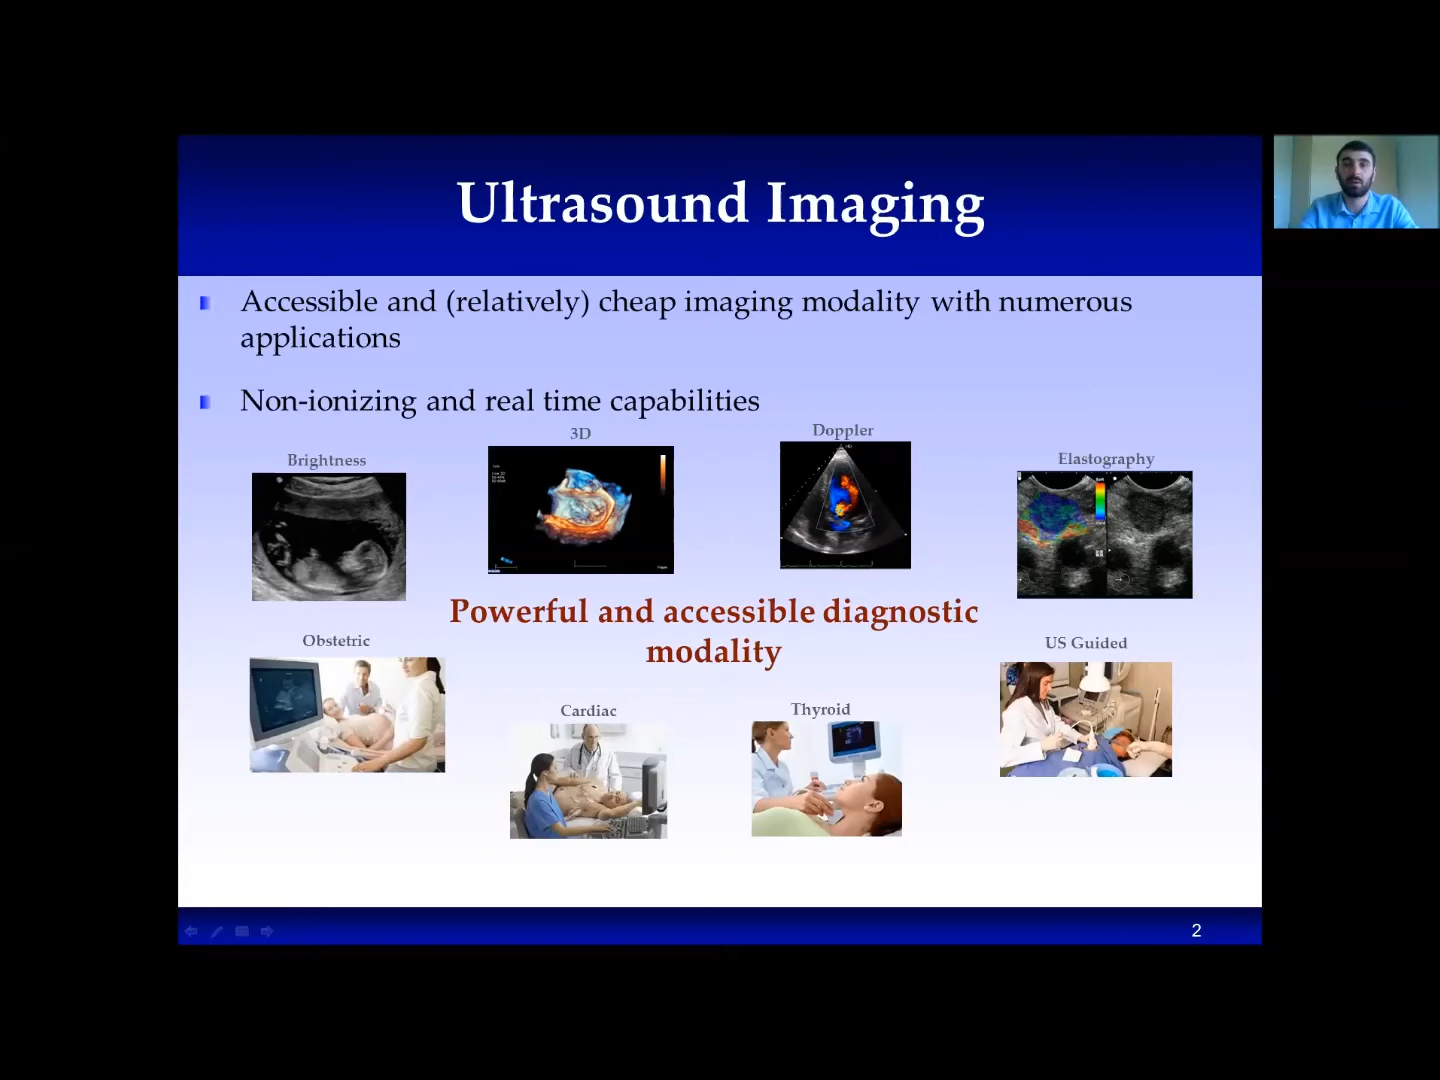 Ultrasound Imaging
Accessible and (relatively) cheap imaging modality with numerous
applications
Non-ionizing and real time capabilities
Brightness
3D
Doppler
Elastography
Powerful and accessible diagnostic
modality
Obstetric
Cardiac
Thyroid
US Guided
2